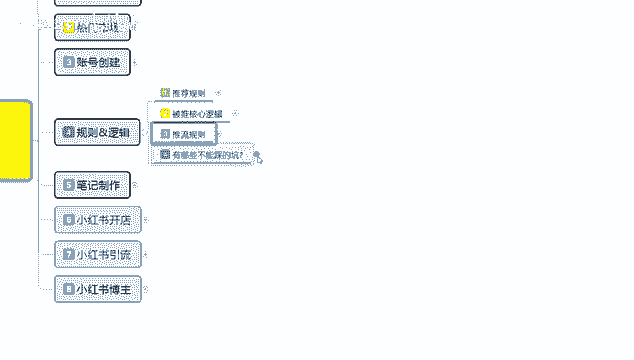 3 账号创建
4 规则&逻辑
1 推荐规则
2 被推核心逻辑
3 推流规则
4 有哪些不能踩的坑?
5 笔记制作
6 小红书开店
7 小红书引流
8 小红书博主